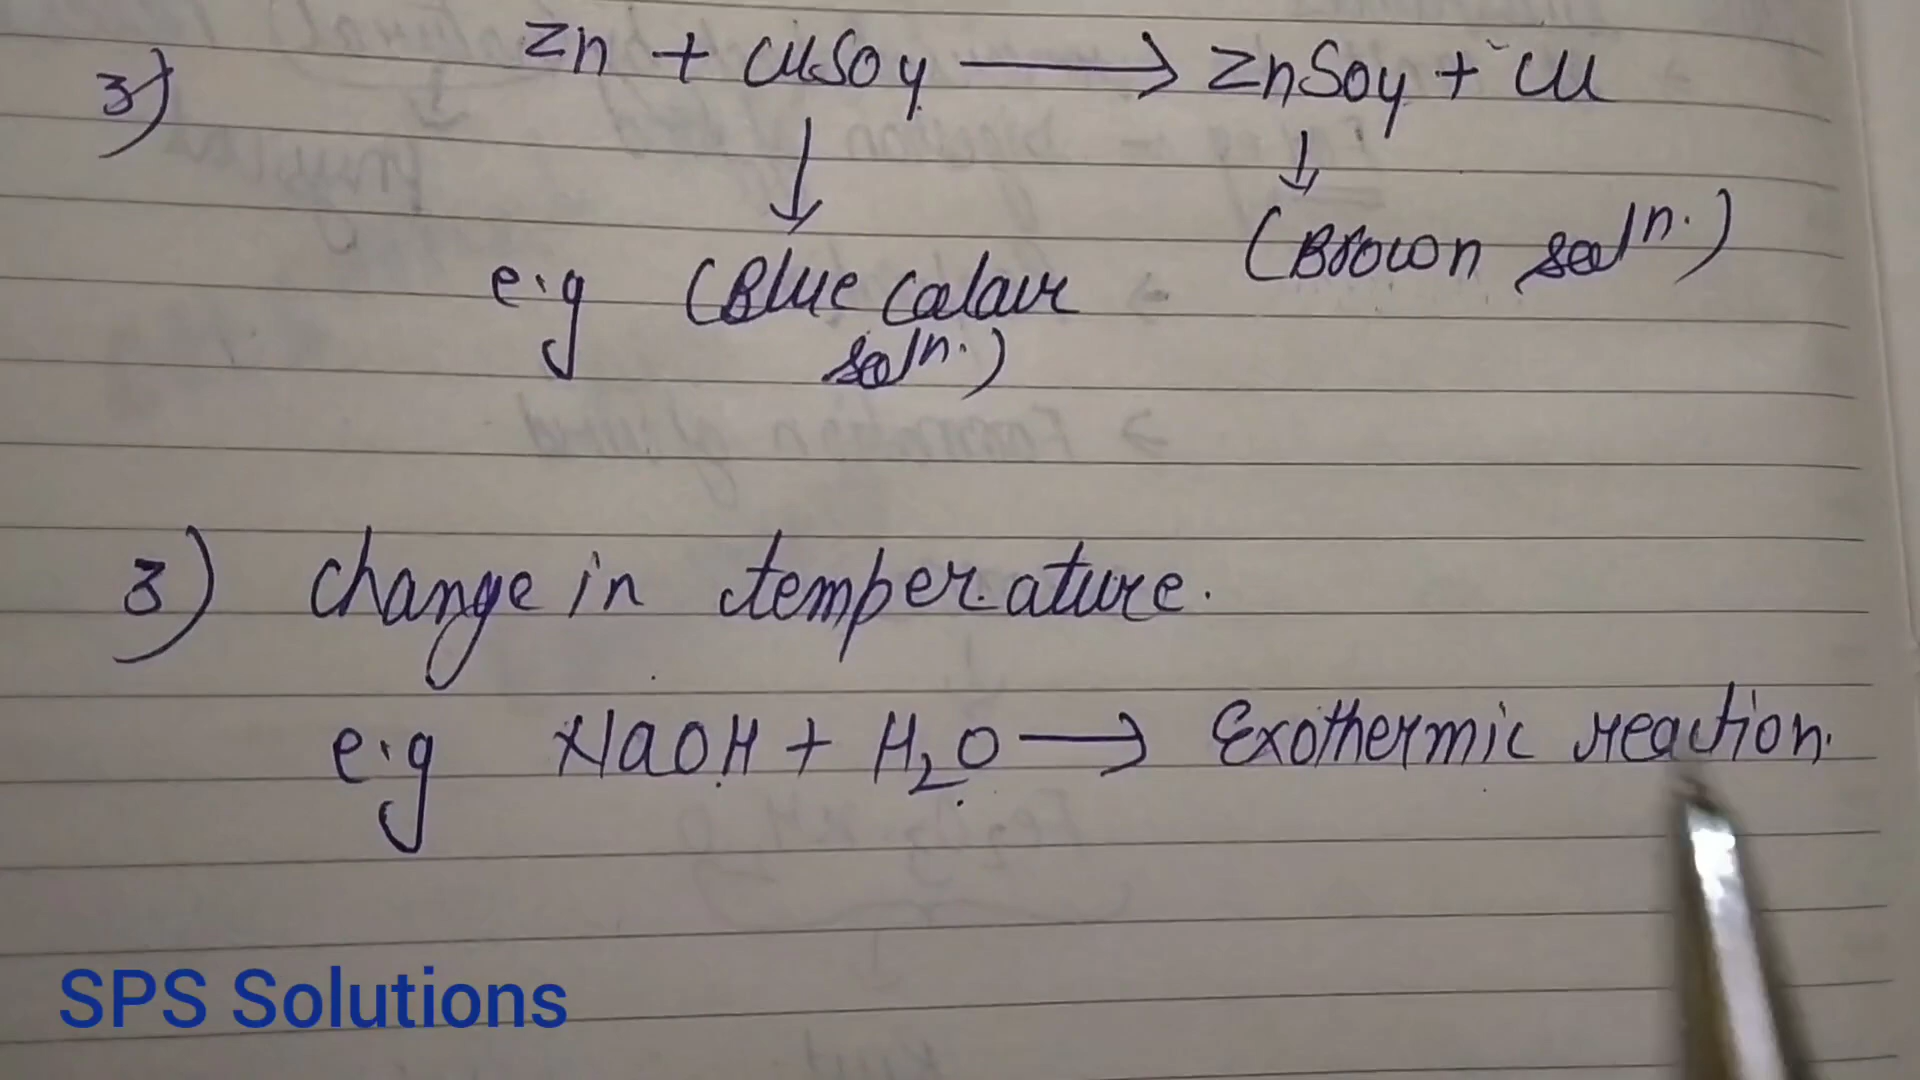 3) Zn + CuSO4 → ZnSO4 + Cu
↓ ↓
e.g (Blue Colour (Brown soln.)
soln.)
3) Change in temperature.
e.g NaOH + H2O → Exothermic reaction.
SPS Solutions